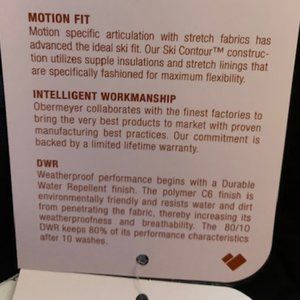 MOTION FIT
Motion specific articulation with stretch fabrics has
advanced the ideal ski fit. Our Ski Contour™ construc-
tion utilizes supple insulations and stretch linings that
are specifically fashioned for maximum flexibility.
INTELLIGENT WORKMANSHIP
Obermeyer collaborates with the finest factories to
bring the very best products to market with proven
manufacturing best practices. Our commitment is
backed by a limited lifetime warranty.
DWR
Weatherproof performance begins with a Durable
Water Repellent finish. The polymer C6 finish is
environmentally friendly and resists water and dirt
from penetrating the fabric, thereby increasing its
weatherproofness and breathability. The 80/10
DWR keeps 80% of its performance characteristics
after 10 washes.